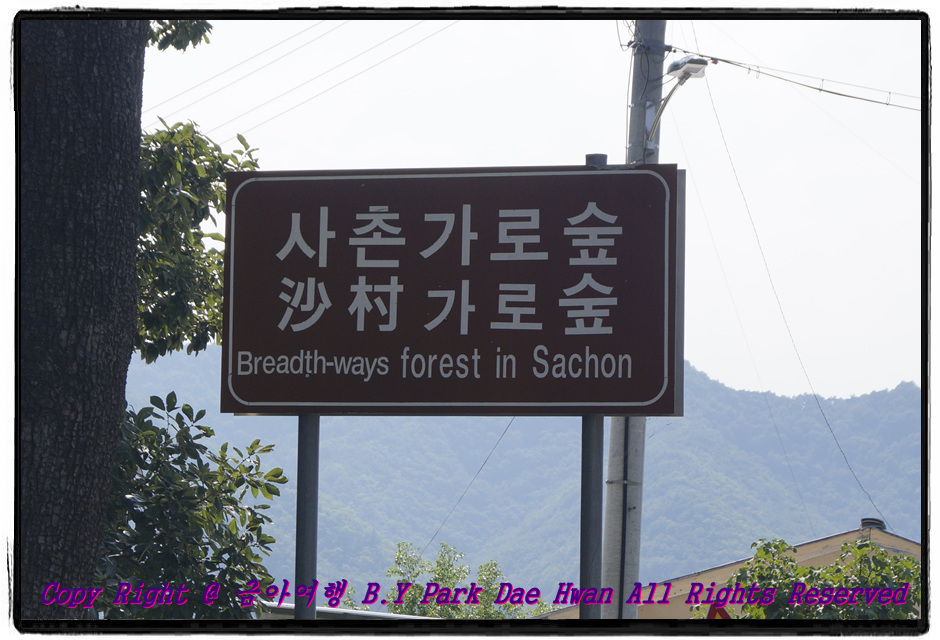 사촌가로숲
沙村가로숲
Breadth-ways forest in Sachon
Copy Right @ 음아여행 B.Y Park Dae Hwan All Rights Reserved